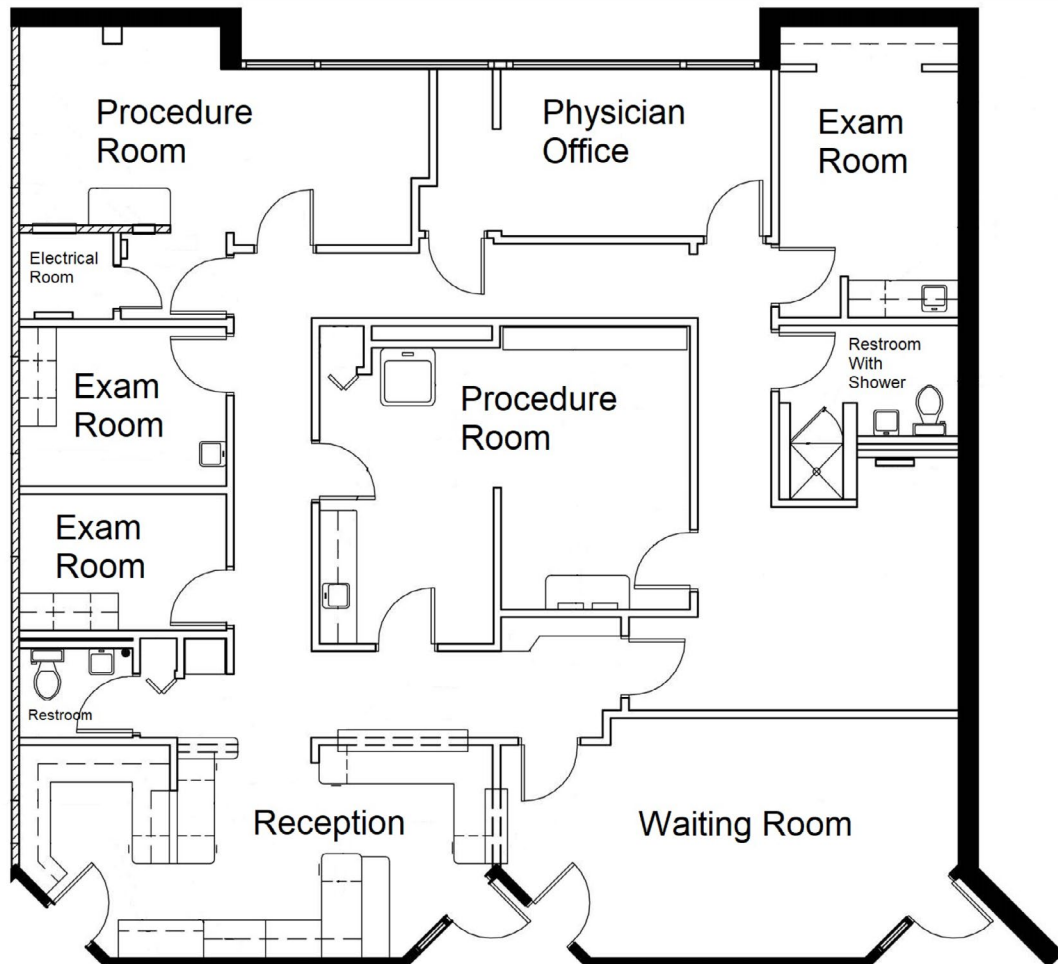 Procedure
Room
Physician
Office
Exam
Room
Electrical
Room
Restroom
With
Shower
Exam
Room
Procedure
Room
Exam
Room
Restroom
Reception
Waiting Room